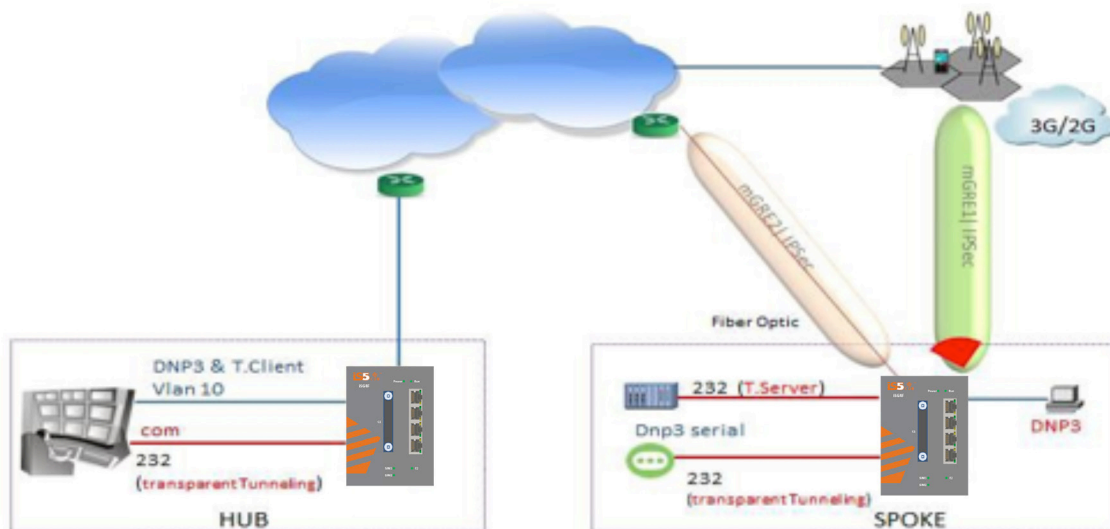 3G/2G
mGRE2| IPSec
mGRE1| IPSec
Fiber Optic
DNP3 & T.Client
Vlan 10
com
232
(transparent Tunneling)
HUB
232 (T.Server)
Dnp3 serial
232
(transparent Tunneling)
DNP3
SPOKE